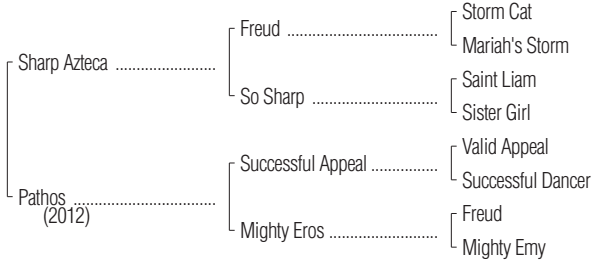 Storm Cat
Freud ....................................
Mariah's Storm
Sharp Azteca ........................
Saint Liam
So Sharp ..............................
Sister Girl
Valid Appeal
Successful Appeal ................
Successful Dancer
Pathos ..................................
(2012)
Freud
Mighty Eros ..........................
Mighty Emy